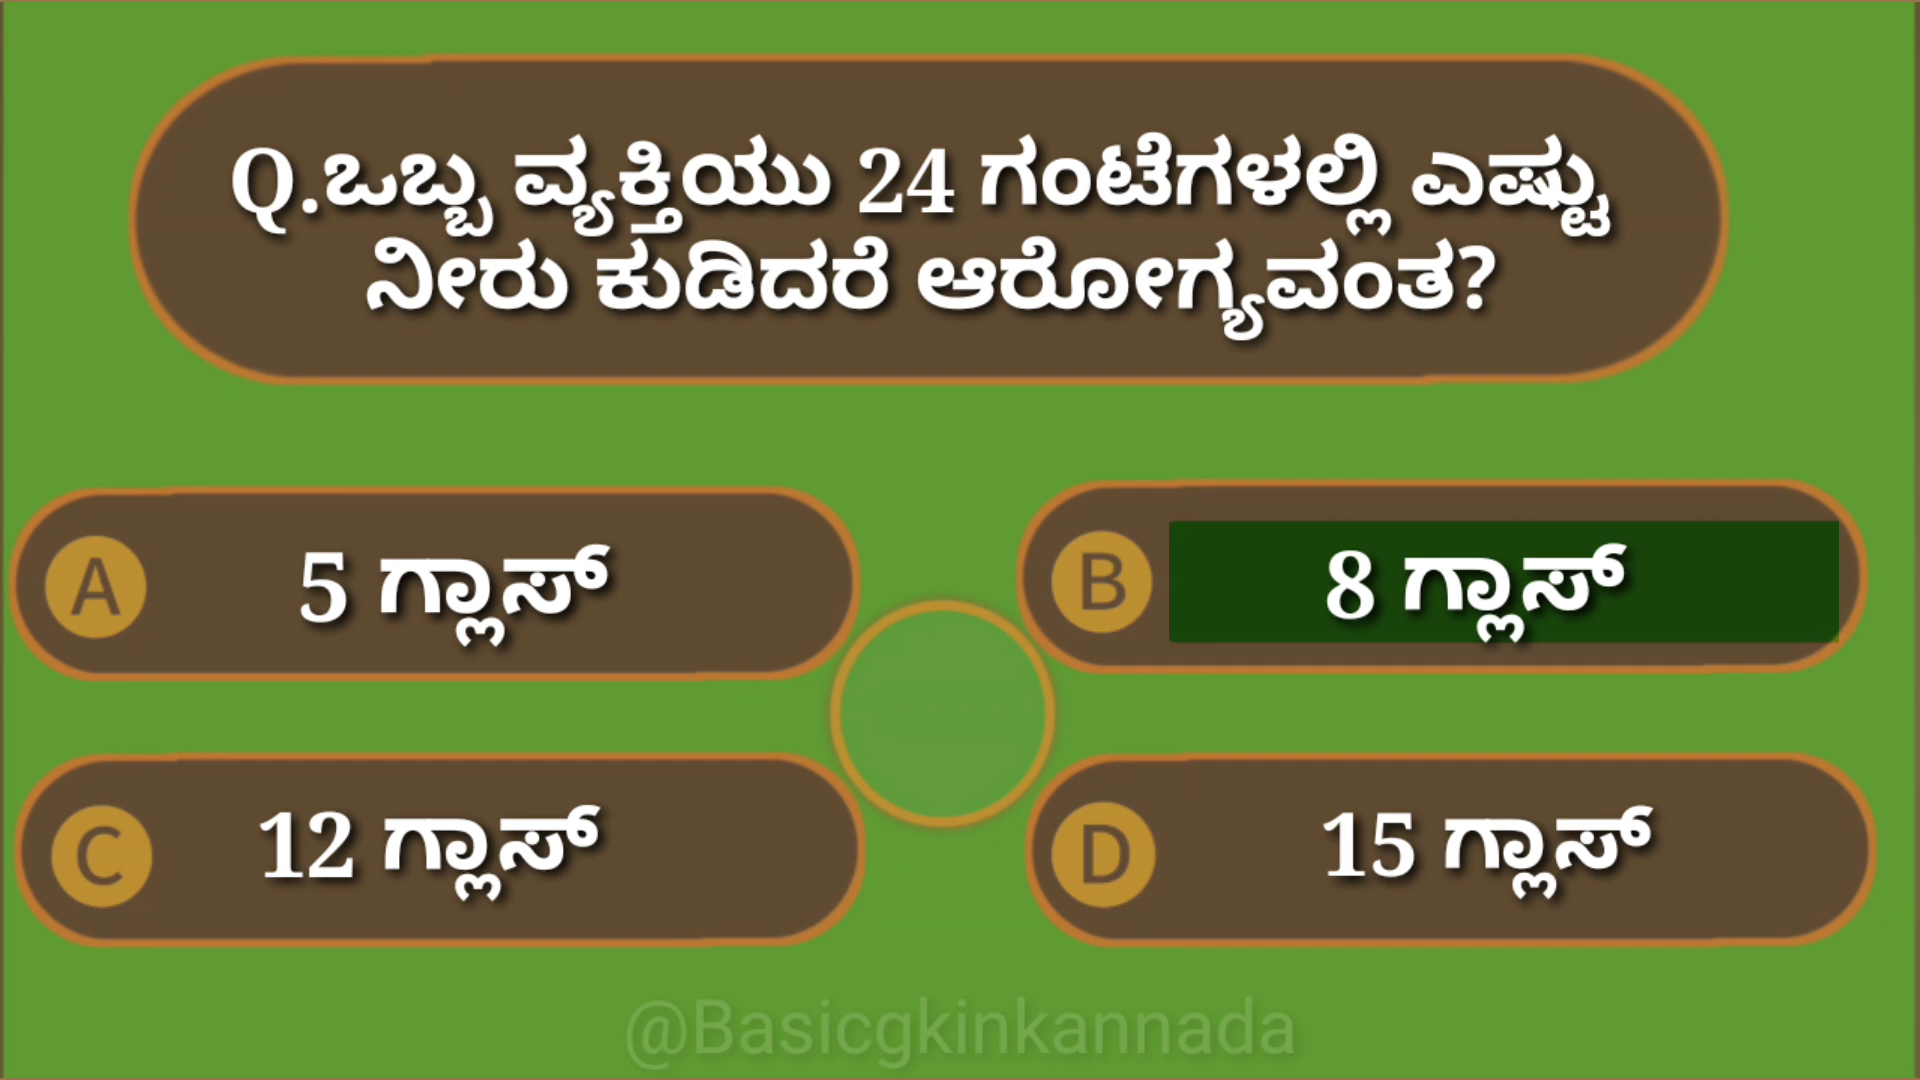 Q.ಒಬ್ಬ ವ್ಯಕ್ತಿಯು 24 ಗಂಟೆಗಳಲ್ಲಿ ಎಷ್ಟು
ನೀರು ಕುಡಿದರೆ ಆರೋಗ್ಯವಂತ?
A 5 ಗ್ಲಾಸ್
B 8 ಗ್ಲಾಸ್
C 12 ಗ್ಲಾಸ್
D 15 ಗ್ಲಾಸ್
@Basicgkinkannada